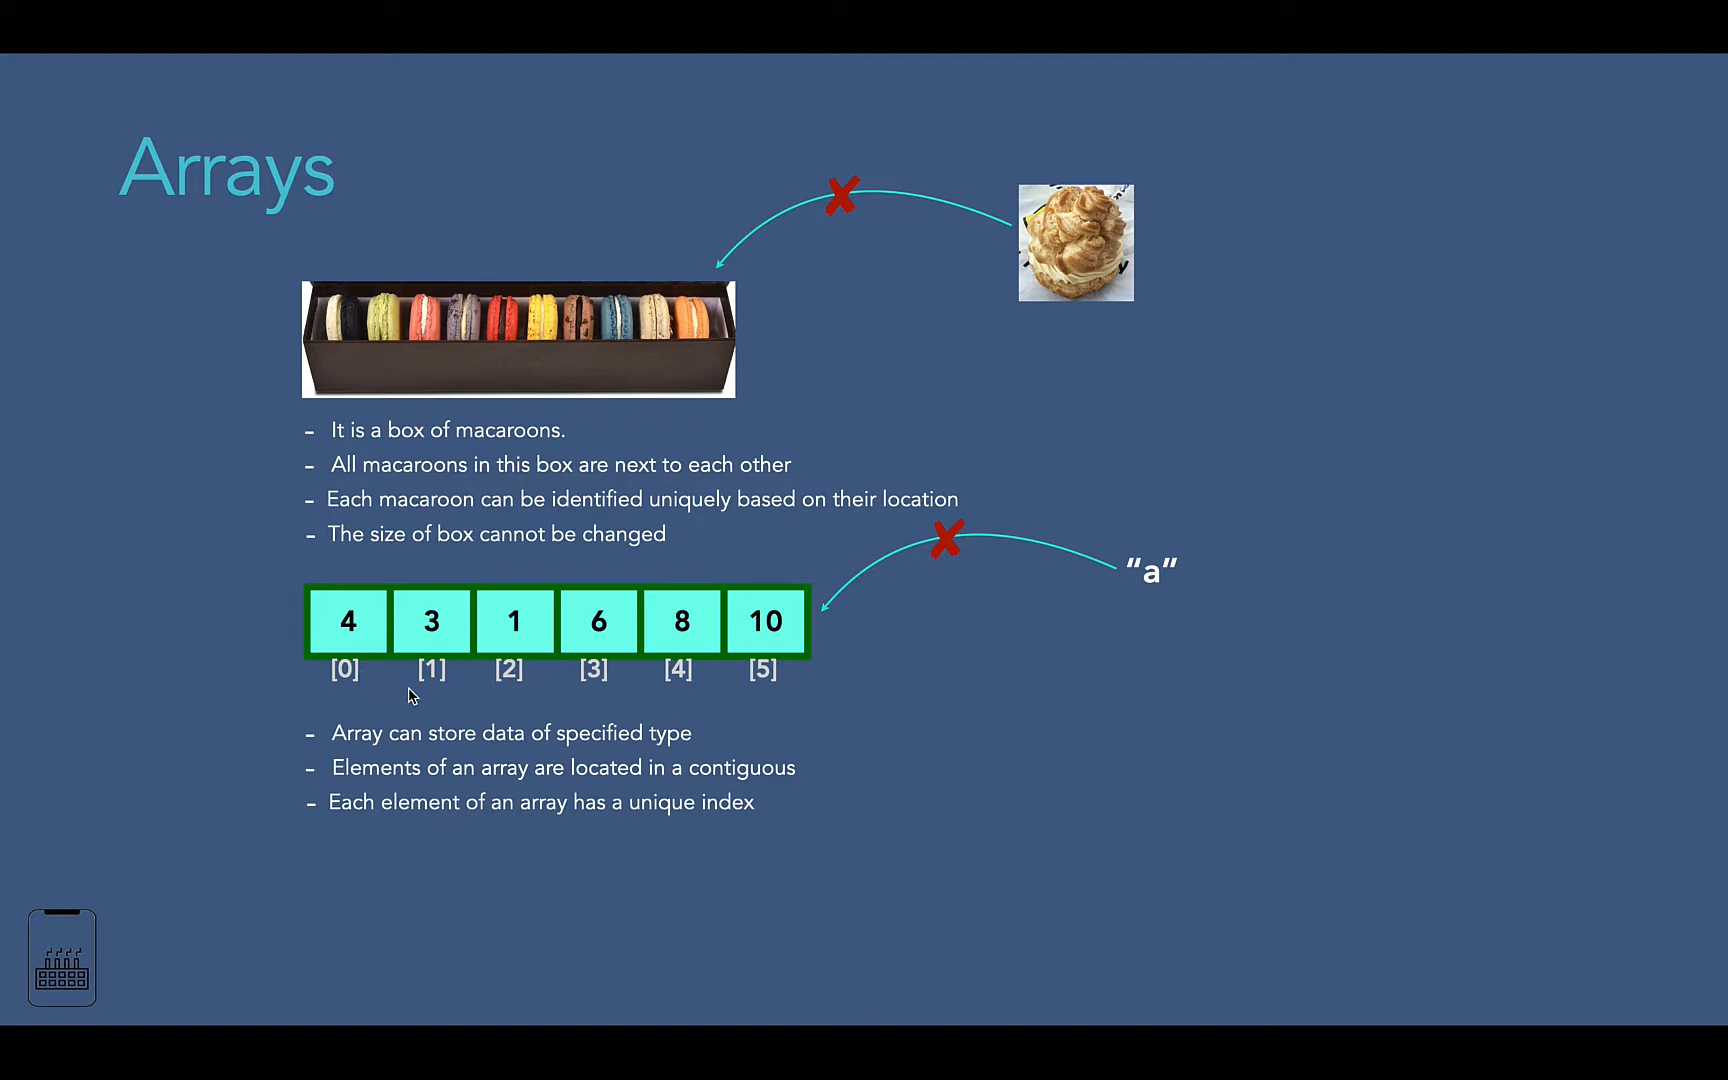 Arrays
- It is a box of macaroons.
- All macaroons in this box are next to each other
- Each macaroon can be identified uniquely based on their location
- The size of box cannot be changed
“a”
4 3 1 6 8 10
[0] [1] [2] [3] [4] [5]
- Array can store data of specified type
- Elements of an array are located in a contiguous
- Each element of an array has a unique index